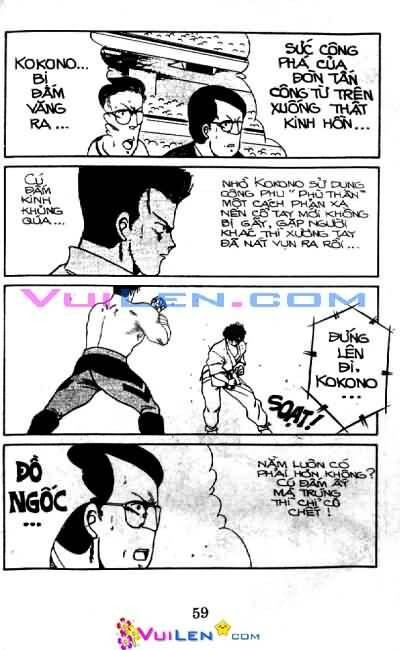 SỨC CÔNG
PHÁ CỦA
ĐÒN TẤN
CÔNG TỪ TRÊN
XUỐNG THẬT
KINH HỒN...
KOKONO...
BỊ
ĐẤM
VĂNG
RA...
CÚ
ĐẤM
KINH
KHỦNG
QUÁ...
NHỜ KOKONO SỬ DỤNG
CÔNG PHU "PHÙ THÂN"
MỘT CÁCH PHẢN XẠ
NÊN CỔ TAY MỚI KHÔNG
BỊ GẪY, GẶP NGƯỜI
KHÁC THÌ XƯƠNG TAY
ĐÃ NÁT VỤN RA RỒI...
VUILEN.COM
ĐỨNG
LÊN
ĐI,
KOKONO
...
SOẠT!
ĐỒ
NGỐC
...
NẰM LUÔN CÓ
PHẢI HƠN KHÔNG?
CÚ ĐẤM ẤY
MÀ TRÚNG
THÌ CHỈ CÓ
CHẾT!
59
VUILEN.COM